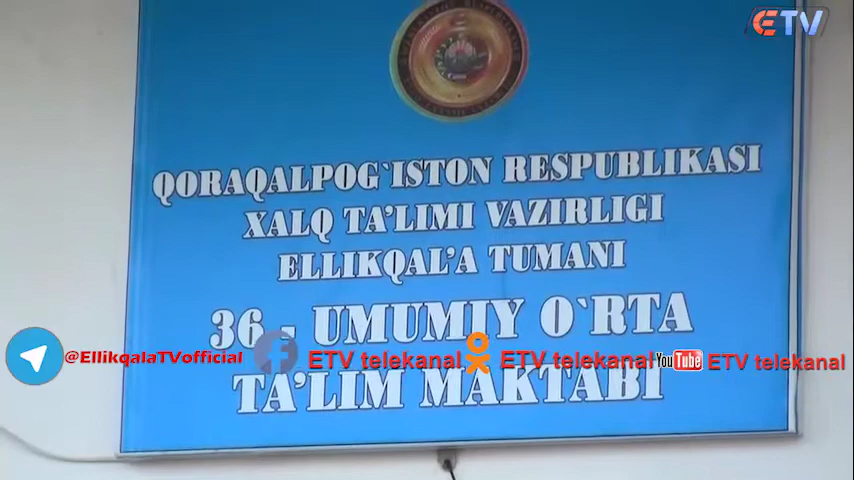 ETV
QORAQALPOG`ISTON RESPUBLIKASI
XALQ TA'LIMI VAZIRLIGI
ELLIKQAL'A TUMANI
36 - UMUMIY O`RTA
TA'LIM MAKTABI
@EllikqalaTVofficial ETV telekanal ETV telekanal YouTube ETV telekanal